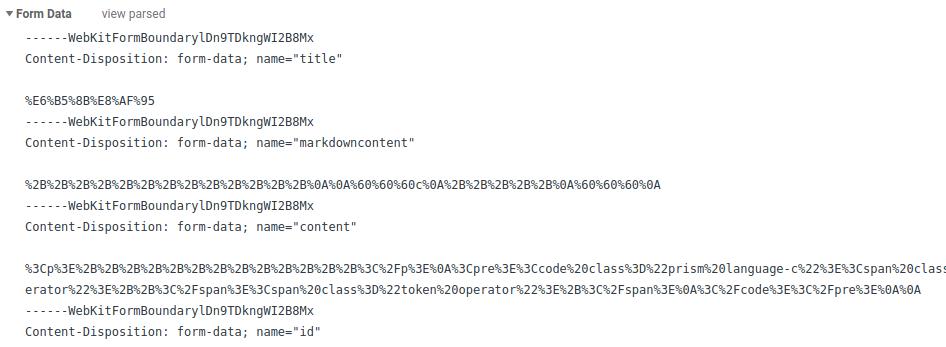 Form Data view parsed
------WebKitFormBoundarylDn9TDkngWI2B8Mx
Content-Disposition: form-data; name="title"
%E6%B5%8B%E8%AF%95
------WebKitFormBoundarylDn9TDkngWI2B8Mx
Content-Disposition: form-data; name="markdowncontent"
%2B%2B%2B%2B%2B%2B%2B%2B%2B%2B%2B%2B%2B%0A%0A%60%60%60c%0A%2B%2B%2B%2B%2B%0A%60%60%60%0A
------WebKitFormBoundarylDn9TDkngWI2B8Mx
Content-Disposition: form-data; name="content"
%3Cp%3E%2B%2B%2B%2B%2B%2B%2B%2B%2B%2B%2B%2B%2B%3C%2Fp%3E%0A%3Cpre%3E%3Ccode%20class%3D%22prism%20language-c%22%3E%3Cspan%20class
erator%22%3E%2B%2B%3C%2Fspan%3E%3Cspan%20class%3D%22token%20operator%22%3E%2B%3C%2Fspan%3E%0A%3C%2Fcode%3E%3C%2Fpre%3E%0A%0A
------WebKitFormBoundarylDn9TDkngWI2B8Mx
Content-Disposition: form-data; name="id"